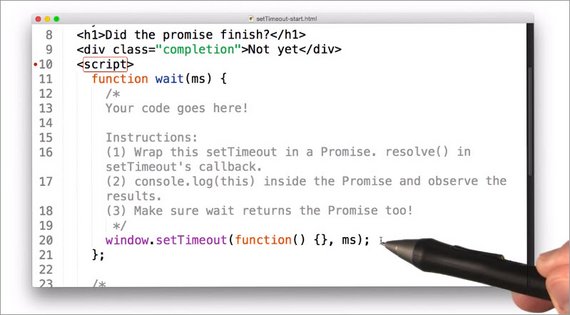 setTimeout-start.html
8 <h1>Did the promise finish?</h1>
9 <div class="completion">Not yet</div>
10 <script>
11 function wait(ms) {
12 /*
13 Your code goes here!
14
15 Instructions:
16 (1) Wrap this setTimeout in a Promise. resolve() in
setTimeout's callback.
17 (2) console.log(this) inside the Promise and observe the
results.
18 (3) Make sure wait returns the Promise too!
19 */
20 window.setTimeout(function() {}, ms);
21 };
22
23 /*